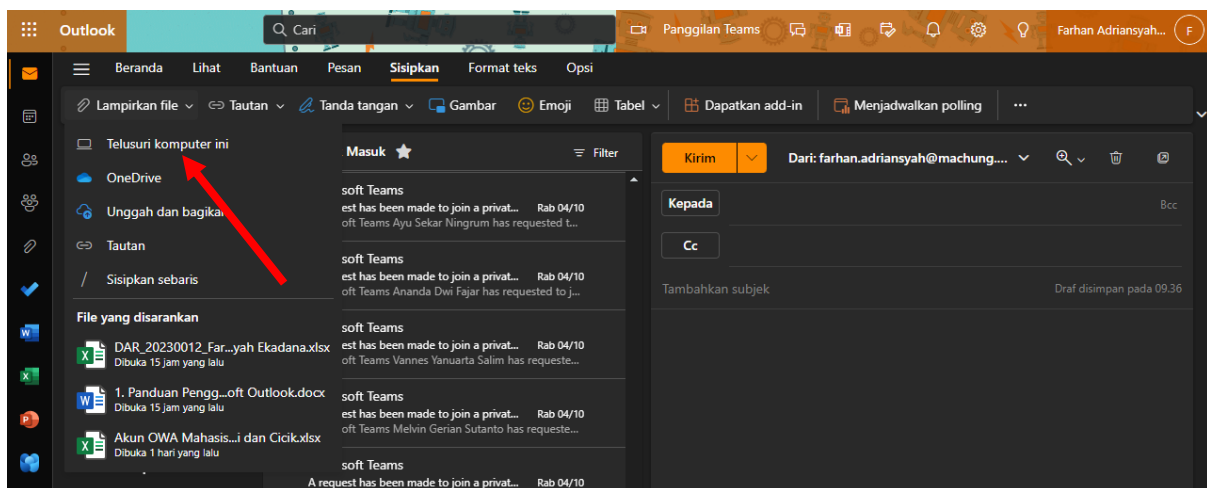 Outlook
Cari
Panggilan Teams
Farhan Adriansyah...
F
Beranda Lihat Bantuan Pesan Sisipkan Format teks Opsi
Lampirkan file Tautan Tanda tangan Gambar Emoji Tabel Dapatkan add-in Menjadwalkan polling ...
Telusuri komputer ini
OneDrive
Unggah dan bagikan
Tautan
Sisipkan sebaris
File yang disarankan
DAR_20230012_Far...yah Ekadana.xlsx
Dibuka 15 jam yang lalu
1. Panduan Pengg...oft Outlook.docx
Dibuka 15 jam yang lalu
Akun OWA Mahasis...i dan Cicik.xlsx
Dibuka 1 hari yang lalu
Masuk
Filter
soft Teams
est has been made to join a privat... Rab 04/10
oft Teams Ayu Sekar Ningrum has requested t...
soft Teams
est has been made to join a privat... Rab 04/10
oft Teams Ananda Dwi Fajar has requested to j...
soft Teams
est has been made to join a privat... Rab 04/10
oft Teams Vannes Yanuarta Salim has requeste...
soft Teams
est has been made to join a privat... Rab 04/10
oft Teams Melvin Gerian Sutanto has requeste...
soft Teams
A request has been made to join a privat... Rab 04/10
Kirim
Dari: farhan.adriansyah@machung....
Kepada
Bcc
Cc
Tambahkan subjek
Draf disimpan pada 09.36